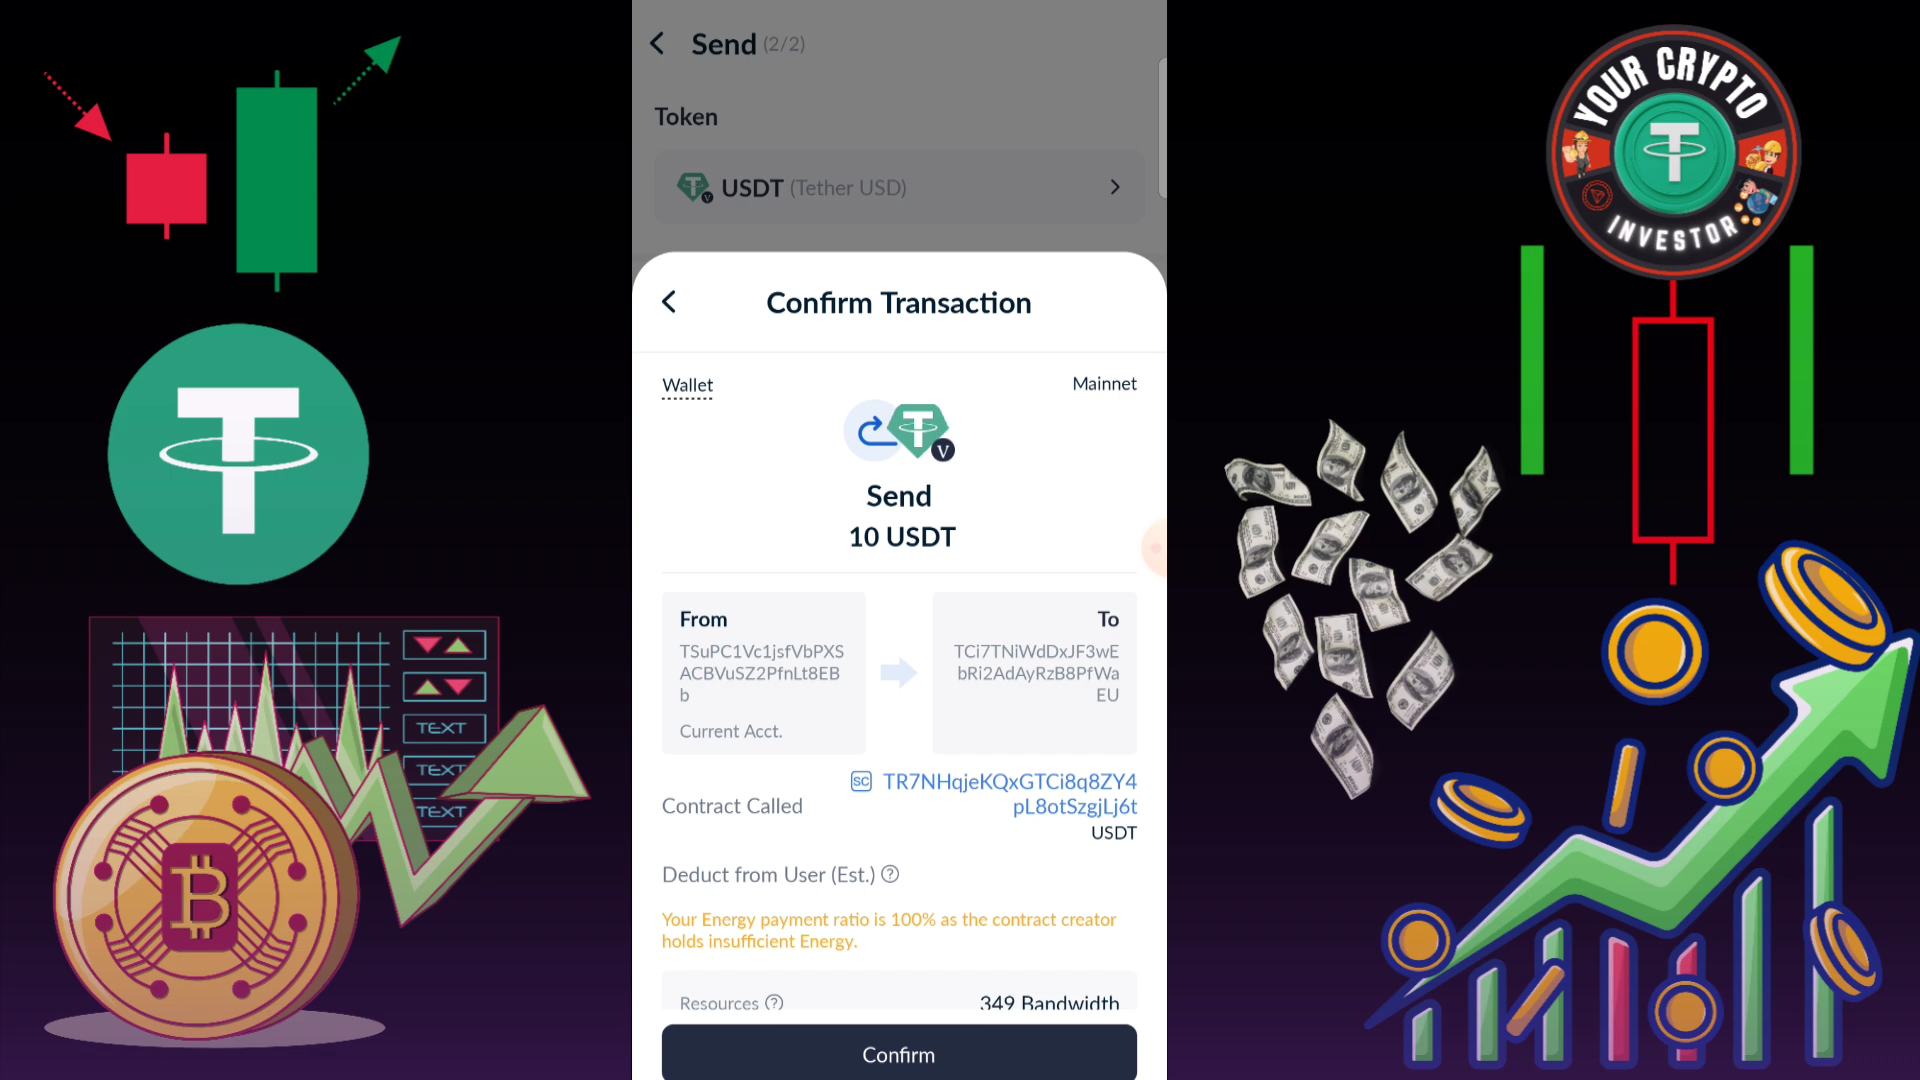 Send (2/2)
Token
USDT (Tether USD)
Confirm Transaction
Wallet
Mainnet
V
Send
10 USDT
From
TSuPC1Vc1jsfVbPXS
ACBVuSZ2PfnLt8EB
b
Current Acct.
To
TCi7TNiWdDxJF3wE
bRi2AdAyRzB8PfWa
EU
Contract Called
SC TR7NHqjeKQxGTCi8q8ZY4
pL8otSzgjLj6t
USDT
Deduct from User (Est.) ?
Your Energy payment ratio is 100% as the contract creator
holds insufficient Energy.
Resources ? 349 Bandwidth
Confirm
YOUR CRYPTO
INVESTOR
TEXT
TEXT
TEXT